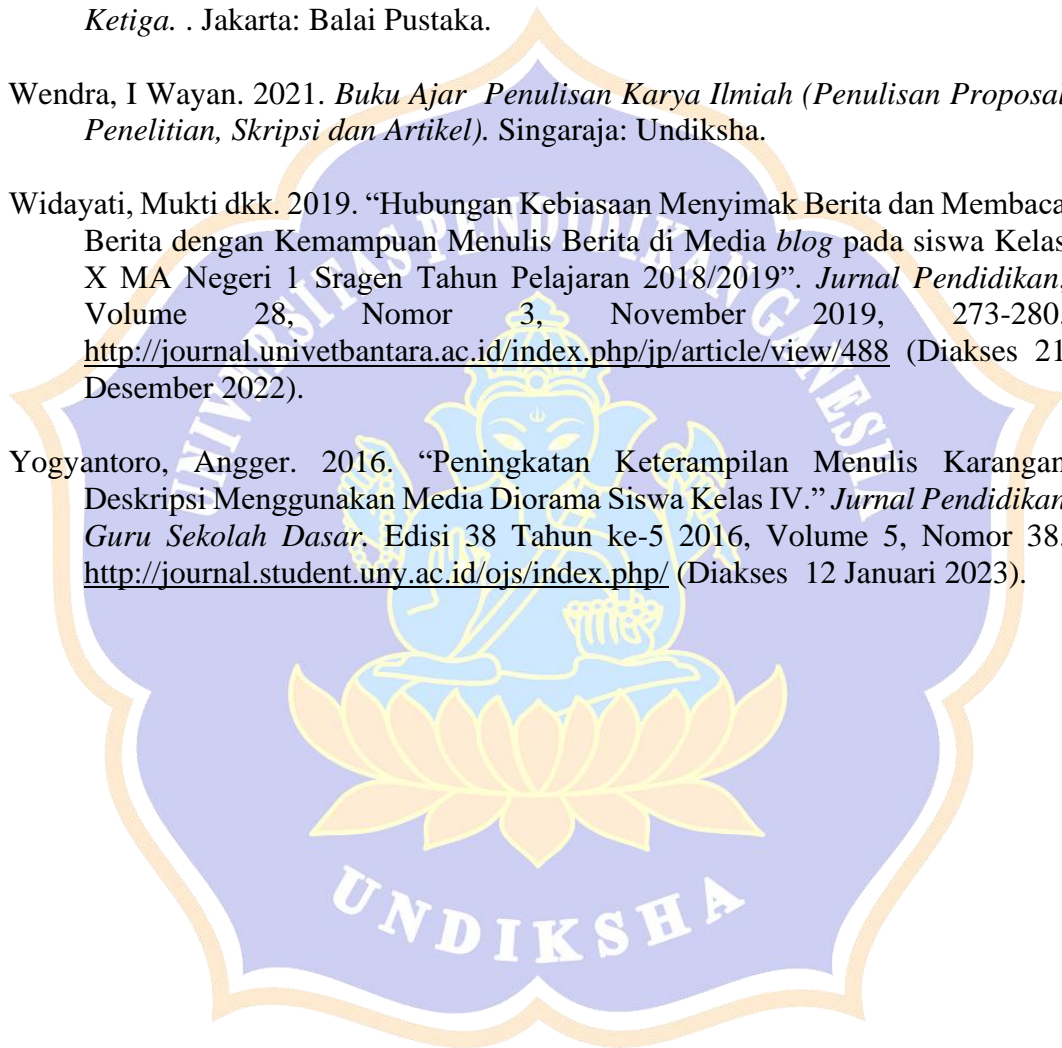 Ketiga. . Jakarta: Balai Pustaka.
Wendra, I Wayan. 2021. Buku Ajar Penulisan Karya Ilmiah (Penulisan Proposal
Penelitian, Skripsi dan Artikel). Singaraja: Undiksha.
Widayati, Mukti dkk. 2019. “Hubungan Kebiasaan Menyimak Berita dan Membaca
Berita dengan Kemampuan Menulis Berita di Media blog pada siswa Kelas
X MA Negeri 1 Sragen Tahun Pelajaran 2018/2019”. Jurnal Pendidikan,
Volume 28, Nomor 3, November 2019, 273-280.
http://journal.univetbantara.ac.id/index.php/jp/article/view/488 (Diakses 21
Desember 2022).
Yogyantoro, Angger. 2016. “Peningkatan Keterampilan Menulis Karangan
Deskripsi Menggunakan Media Diorama Siswa Kelas IV.” Jurnal Pendidikan
Guru Sekolah Dasar. Edisi 38 Tahun ke-5 2016, Volume 5, Nomor 38.
http://journal.student.uny.ac.id/ojs/index.php/ (Diakses 12 Januari 2023).
UNIVERSITAS PENDIDIKAN GANESHA
UNDIKSHA